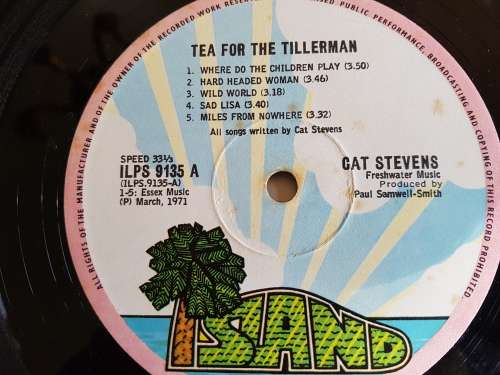 OF THE MANUFACTURER AND OF THE OWNER OF THE RECORDED WORK RESERVED
PUBLIC PERFORMANCE, BROADCASTING AND COPYING OF THIS RECORD PROHIBITED.
ALL RIGHTS
TEA FOR THE TILLERMAN
1. WHERE DO THE CHILDREN PLAY (3.50)
2. HARD HEADED WOMAN (3.46)
3. WILD WORLD (3.18)
4. SAD LISA (3.40)
5. MILES FROM NOWHERE (3.32)
All songs written by Cat Stevens
SPEED 33⅓
ILPS 9135 A
(ILPS.9135-A)
1-5: Essex Music
(P) March, 1971
CAT STEVENS
Freshwater Music
Produced by
Paul Samwell-Smith
ISLAND